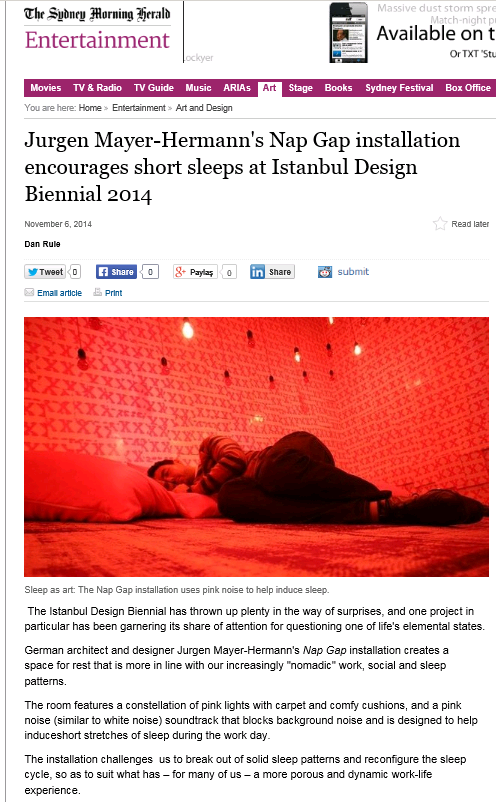 The Sydney Morning Herald
Entertainment
ockyer
Massive dust storm spre
Match-night p
Available on t
Or TXT 'Stu
Movies TV & Radio TV Guide Music ARIAs Art Stage Books Sydney Festival Box Office
You are here: Home > Entertainment > Art and Design
Jurgen Mayer-Hermann's Nap Gap installation
encourages short sleeps at Istanbul Design
Biennial 2014
November 6, 2014
Read later
Dan Rule
Tweet 0 Share 0 Paylaş 0 Share submit
Email article Print
Sleep as art: The Nap Gap installation uses pink noise to help induce sleep.
The Istanbul Design Biennial has thrown up plenty in the way of surprises, and one project in
particular has been garnering its share of attention for questioning one of life's elemental states.
German architect and designer Jurgen Mayer-Hermann's Nap Gap installation creates a
space for rest that is more in line with our increasingly "nomadic" work, social and sleep
patterns.
The room features a constellation of pink lights with carpet and comfy cushions, and a pink
noise (similar to white noise) soundtrack that blocks background noise and is designed to help
induceshort stretches of sleep during the work day.
The installation challenges us to break out of solid sleep patterns and reconfigure the sleep
cycle, so as to suit what has – for many of us – a more porous and dynamic work-life
experience.